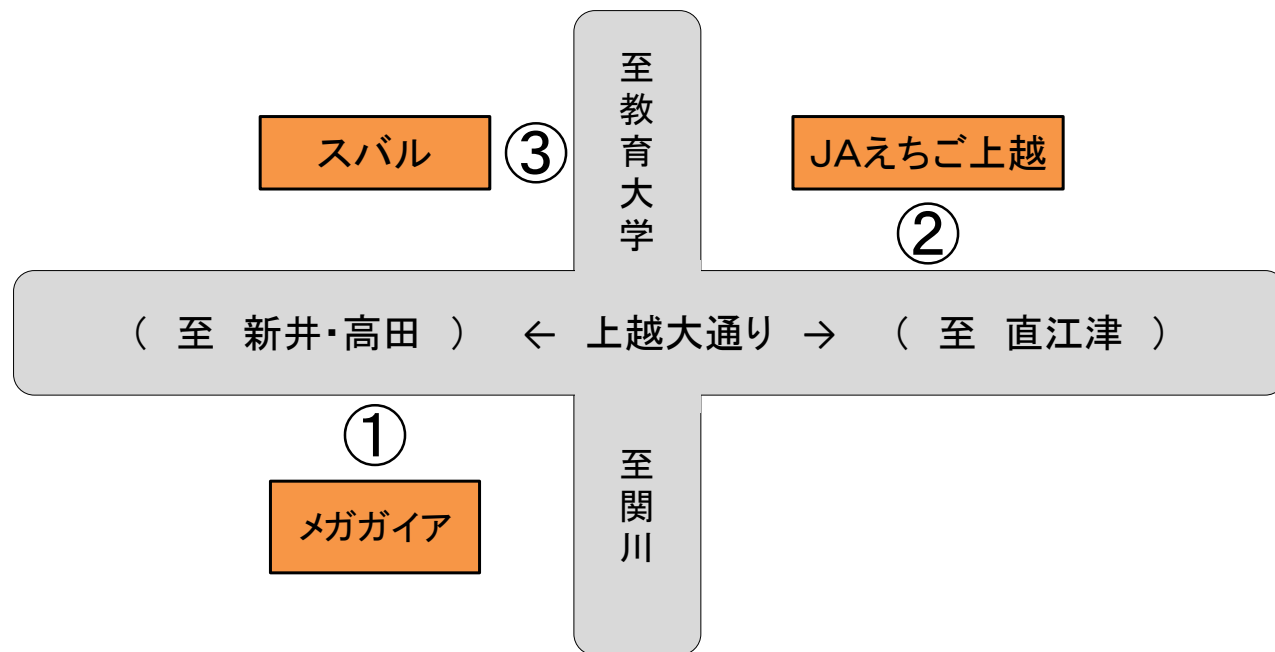 至教育大学
スバル
③
JAえちご上越
②
（ 至 新井・高田 ） ← 上越大通り → （ 至 直江津 ）
①
至関川
メガガイア